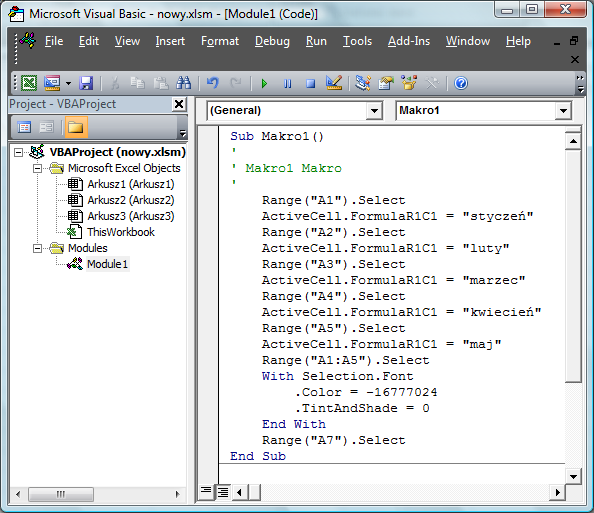 Microsoft Visual Basic - nowy.xlsm - [Module1 (Code)]
File Edit View Insert Format Debug Run Tools Add-Ins Window Help
Project - VBAProject
VBAProject (nowy.xlsm)
Microsoft Excel Objects
Arkusz1 (Arkusz1)
Arkusz2 (Arkusz2)
Arkusz3 (Arkusz3)
ThisWorkbook
Modules
Module1
(General) Makro1
Sub Makro1()
'
' Makro1 Makro
'
Range("A1").Select
ActiveCell.FormulaR1C1 = "styczeń"
Range("A2").Select
ActiveCell.FormulaR1C1 = "luty"
Range("A3").Select
ActiveCell.FormulaR1C1 = "marzec"
Range("A4").Select
ActiveCell.FormulaR1C1 = "kwiecień"
Range("A5").Select
ActiveCell.FormulaR1C1 = "maj"
Range("A1:A5").Select
With Selection.Font
.Color = -16777024
.TintAndShade = 0
End With
Range("A7").Select
End Sub